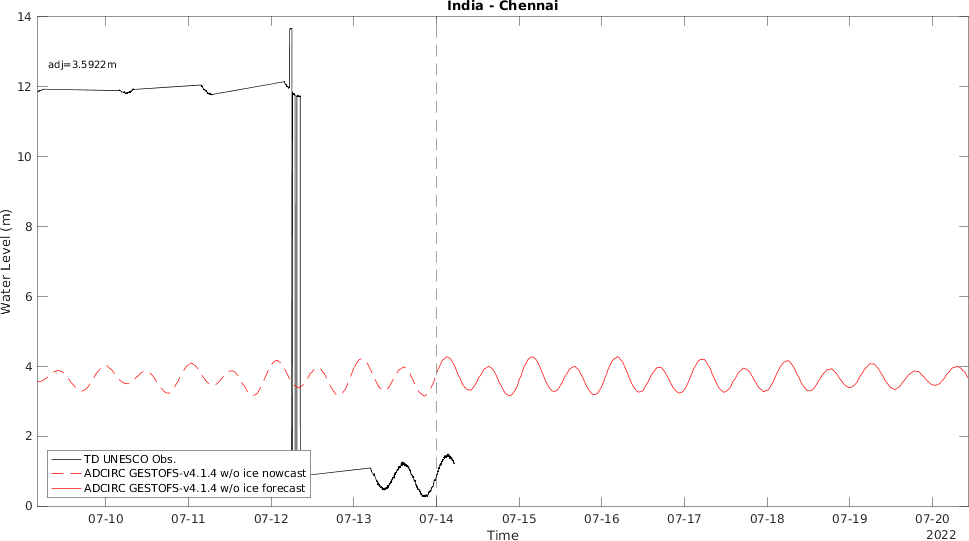 India - Chennai
adj=3.5922m
Water Level (m)
14
12
10
8
6
4
2
0
TD UNESCO Obs.
ADCIRC GESTOFS-v4.1.4 w/o ice nowcast
ADCIRC GESTOFS-v4.1.4 w/o ice forecast
07-10 07-11 07-12 07-13 07-14 07-15 07-16 07-17 07-18 07-19 07-20
Time
2022